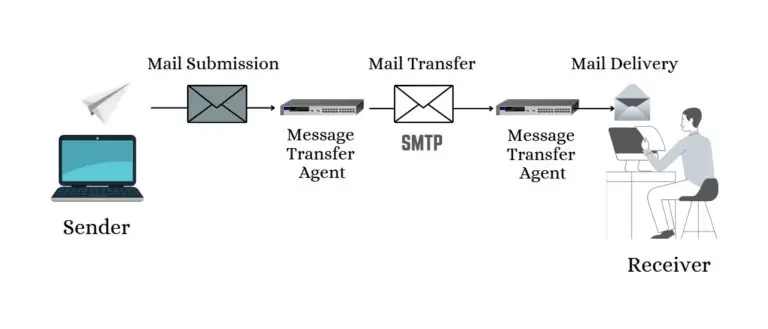 Mail Submission
Mail Transfer
Mail Delivery
Message
Transfer
Agent
SMTP
Message
Transfer
Agent
Sender
Receiver